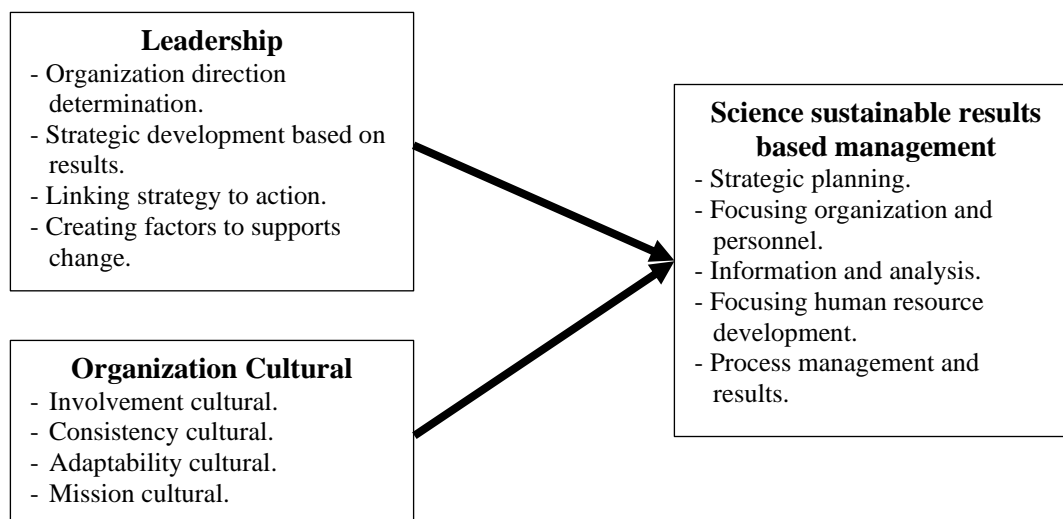 Leadership
- Organization direction
determination.
- Strategic development based on
results.
- Linking strategy to action.
- Creating factors to supports
change.
Organization Cultural
- Involvement cultural.
- Consistency cultural.
- Adaptability cultural.
- Mission cultural.
Science sustainable results
based management
- Strategic planning.
- Focusing organization and
personnel.
- Information and analysis.
- Focusing human resource
development.
- Process management and
results.